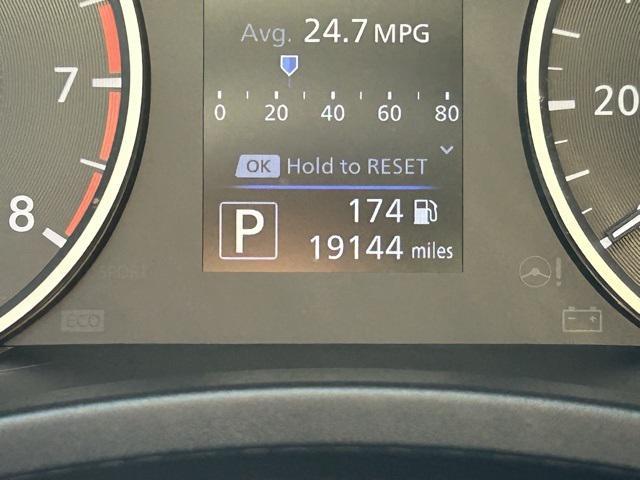 Avg. 24.7 MPG
7
0 20 40 60 80
20
OK Hold to RESET
8
P
174
19144 miles
SPORT
ECO